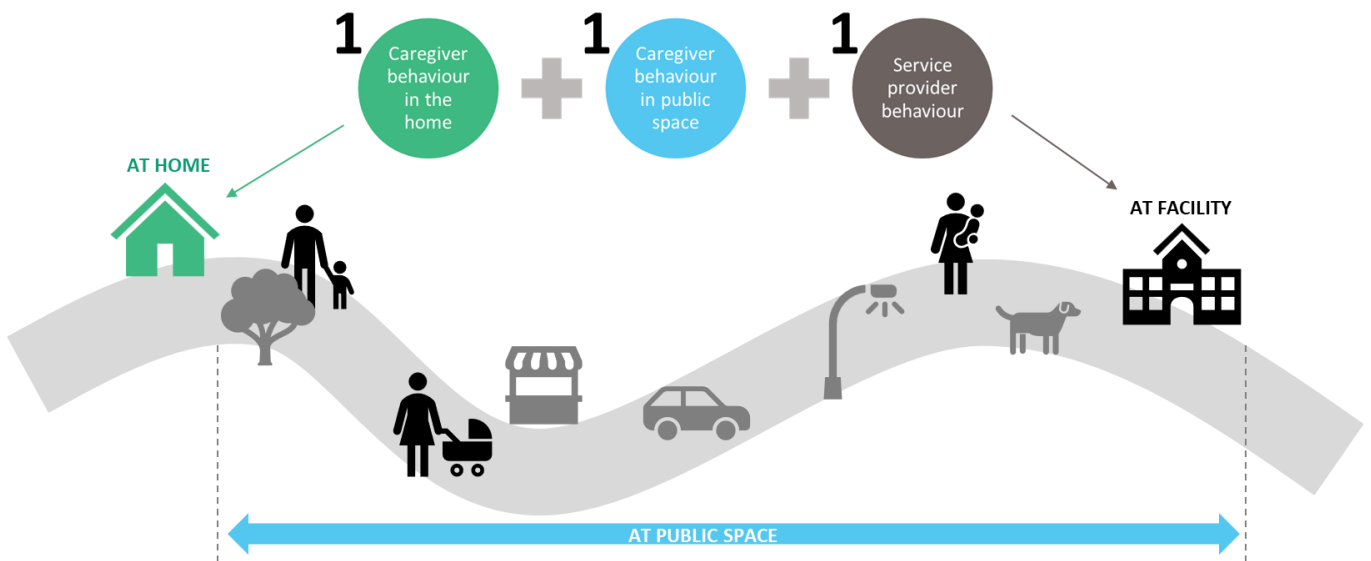 1
Caregiver
behaviour
in the
home
1
Caregiver
behaviour
in public
space
1
Service
provider
behaviour
AT HOME
AT FACILITY
AT PUBLIC SPACE